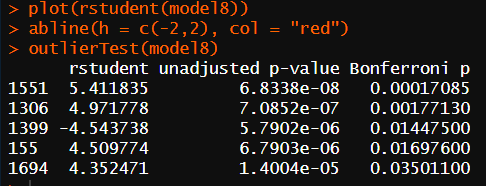 > plot(rstudent(model8))
> abline(h = c(-2,2), col = "red")
> outlierTest(model8)
rstudent unadjusted p-value Bonferroni p
1551 5.411835 6.8338e-08 0.00017085
1306 4.971778 7.0852e-07 0.00177130
1399 -4.543738 5.7902e-06 0.01447500
155 4.509774 6.7903e-06 0.01697600
1694 4.352471 1.4004e-05 0.03501100
>